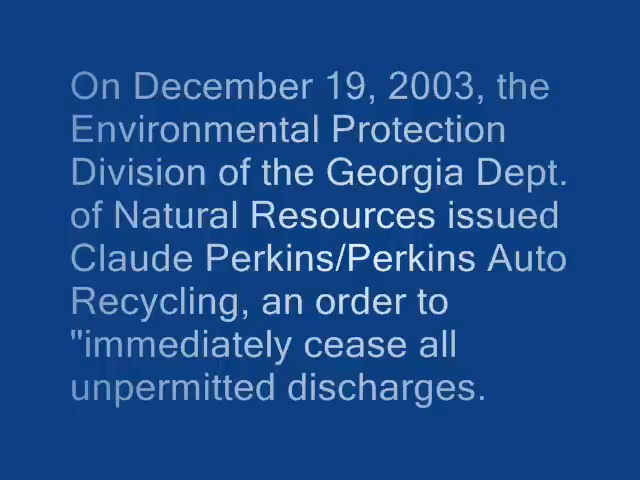 On December 19, 2003, the
Environmental Protection
Division of the Georgia Dept.
of Natural Resources issued
Claude Perkins/Perkins Auto
Recycling, an order to
"immediately cease all
unpermitted discharges.